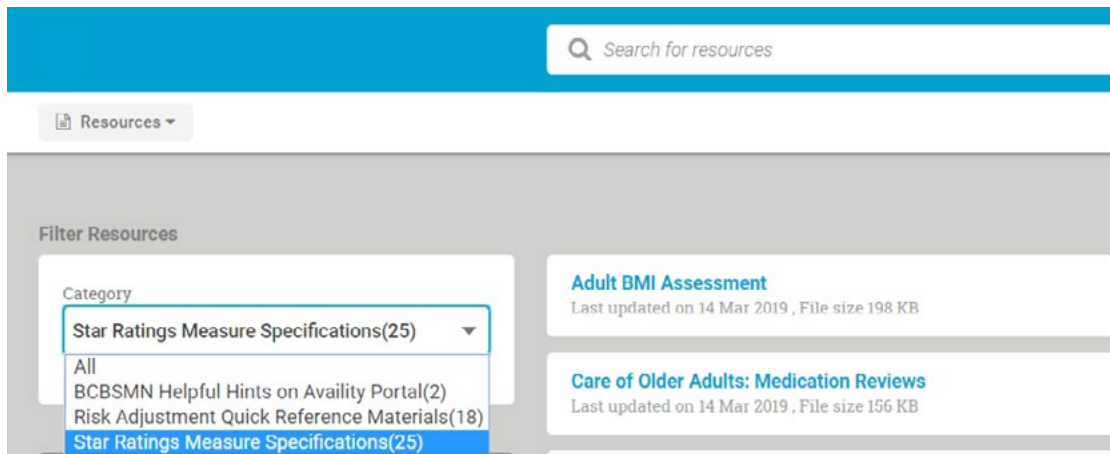 Search for resources
Resources
Filter Resources
Category
Star Ratings Measure Specifications(25)
All
BCBSMN Helpful Hints on Availity Portal(2)
Risk Adjustment Quick Reference Materials(18)
Star Ratings Measure Specifications(25)
Adult BMI Assessment
Last updated on 14 Mar 2019 , File size 198 KB
Care of Older Adults: Medication Reviews
Last updated on 14 Mar 2019 , File size 156 KB